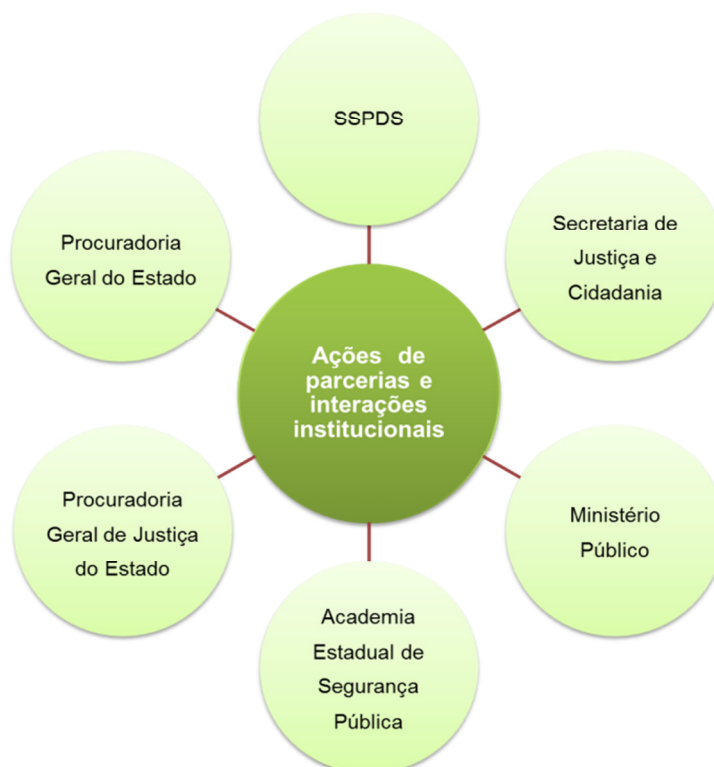 SSPDS
Procuradoria
Geral do Estado
Secretaria de
Justiça e
Cidadania
Ações de
parcerias e
interações
institucionais
Procuradoria
Geral de Justiça
do Estado
Ministério
Público
Academia
Estadual de
Segurança
Pública